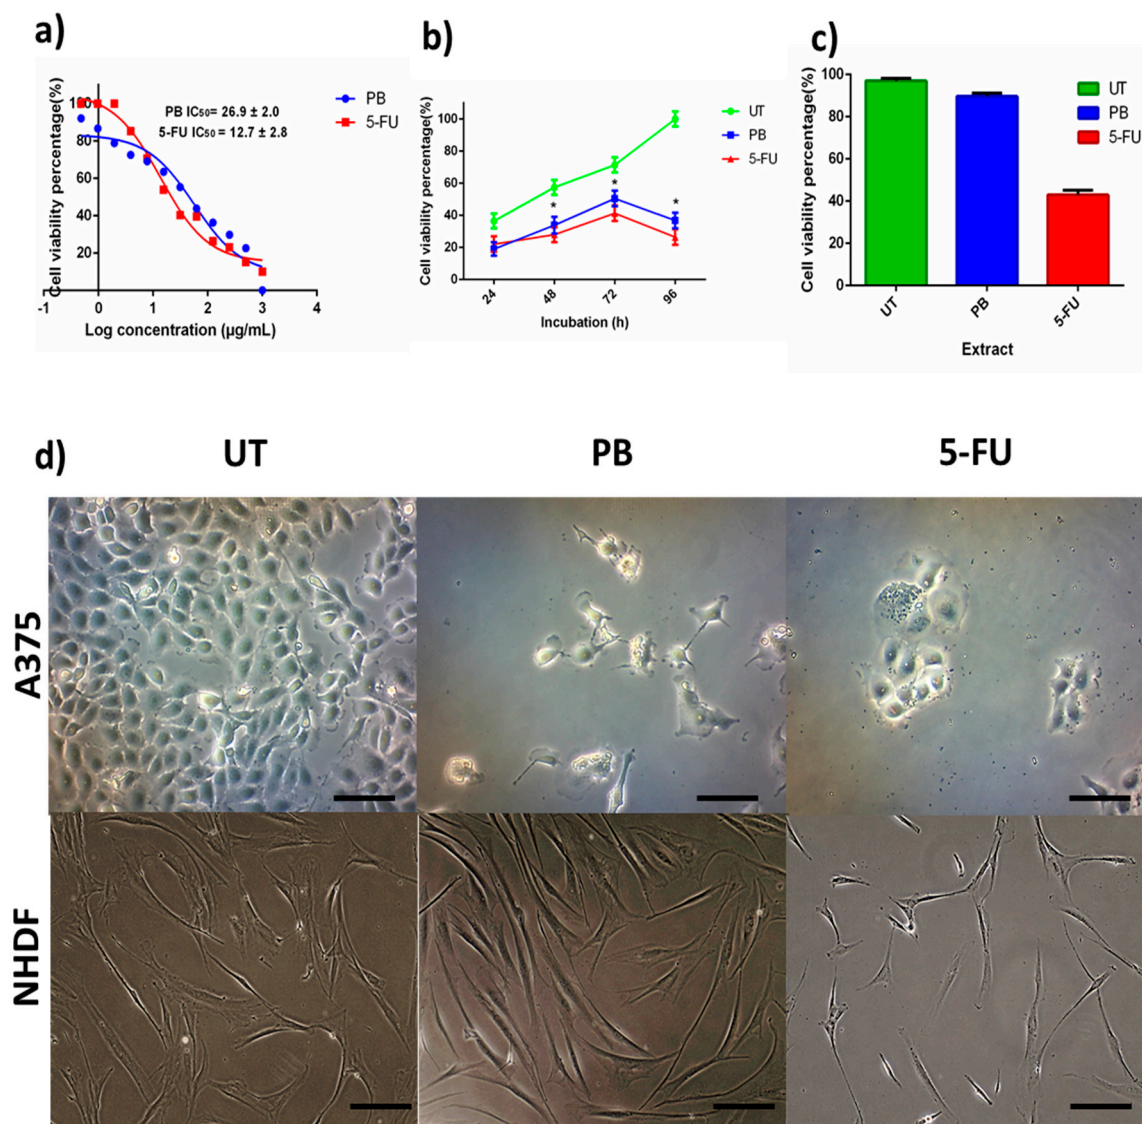 a)
Cell viability percentage(%)
100
80
60
40
20
-1 0 1 2 3 4
Log concentration (µg/mL)
PB IC50= 26.9 ± 2.0
5-FU IC50 = 12.7 ± 2.8
PB
5-FU
b)
Cell viability percentage(%)
100
80
60
40
20
0
* * *
24 48 72 96
Incubation (h)
UT
PB
5-FU
c)
Cell viability percentage(%)
100
80
60
40
20
0
UT PB 5-FU
Extract
UT
PB
5-FU
d)
UT PB 5-FU
A375
NHDF